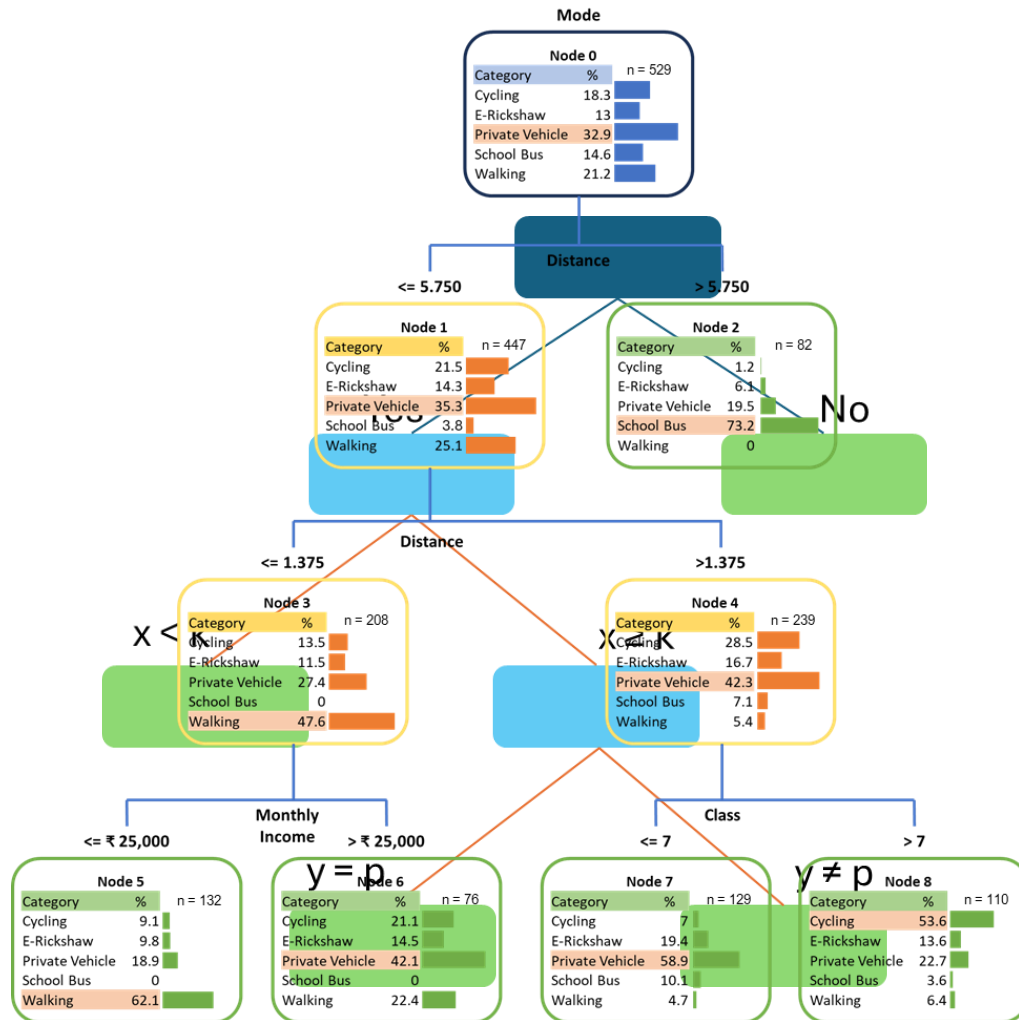 Mode
Node 0
Category % n = 529
Cycling 18.3
E-Rickshaw 13
Private Vehicle 32.9
School Bus 14.6
Walking 21.2
Distance
<= 5.750
> 5.750
Node 1
Category % n = 447
Cycling 21.5
E-Rickshaw 14.3
Private Vehicle 35.3
School Bus 3.8
Walking 25.1
Node 2
Category % n = 82
Cycling 1.2
E-Rickshaw 6.1
Private Vehicle 19.5
School Bus 73.2
Walking 0
No
Distance
<= 1.375
>1.375
Node 3
Category % n = 208
Cycling 13.5
E-Rickshaw 11.5
Private Vehicle 27.4
School Bus 0
Walking 47.6
x <
Node 4
Category % n = 239
Cycling 28.5
E-Rickshaw 16.7
Private Vehicle 42.3
School Bus 7.1
Walking 5.4
Monthly
Income
<= ₹ 25,000
> ₹ 25,000
Class
<= 7
> 7
Node 5
Category % n = 132
Cycling 9.1
E-Rickshaw 9.8
Private Vehicle 18.9
School Bus 0
Walking 62.1
y = p
Node 6
Category % n = 76
Cycling 21.1
E-Rickshaw 14.5
Private Vehicle 42.1
School Bus 0
Walking 22.4
Node 7
Category % n = 129
Cycling 7
E-Rickshaw 19.4
Private Vehicle 58.9
School Bus 10.1
Walking 4.7
y ≠ p
Node 8
Category % n = 110
Cycling 53.6
E-Rickshaw 13.6
Private Vehicle 22.7
School Bus 3.6
Walking 6.4